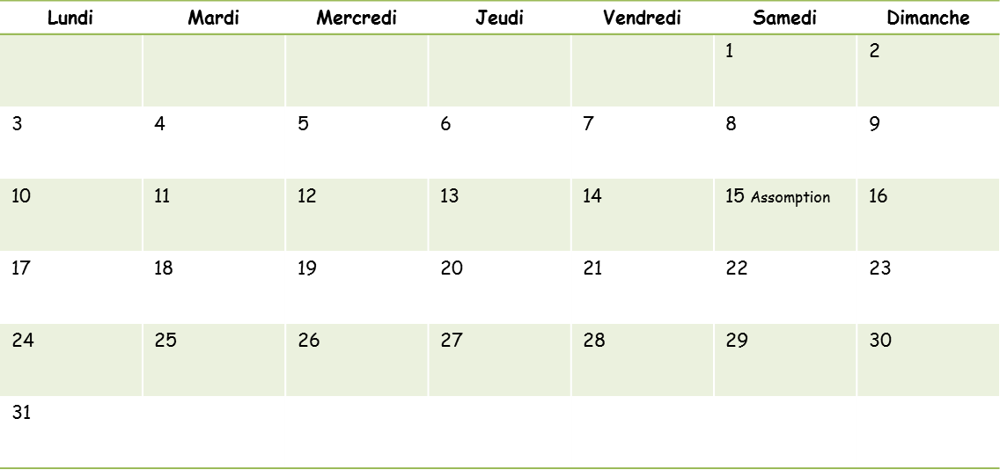 Lundi Mardi Mercredi Jeudi Vendredi Samedi Dimanche
1 2
3 4 5 6 7 8 9
10 11 12 13 14 15 Assomption 16
17 18 19 20 21 22 23
24 25 26 27 28 29 30
31